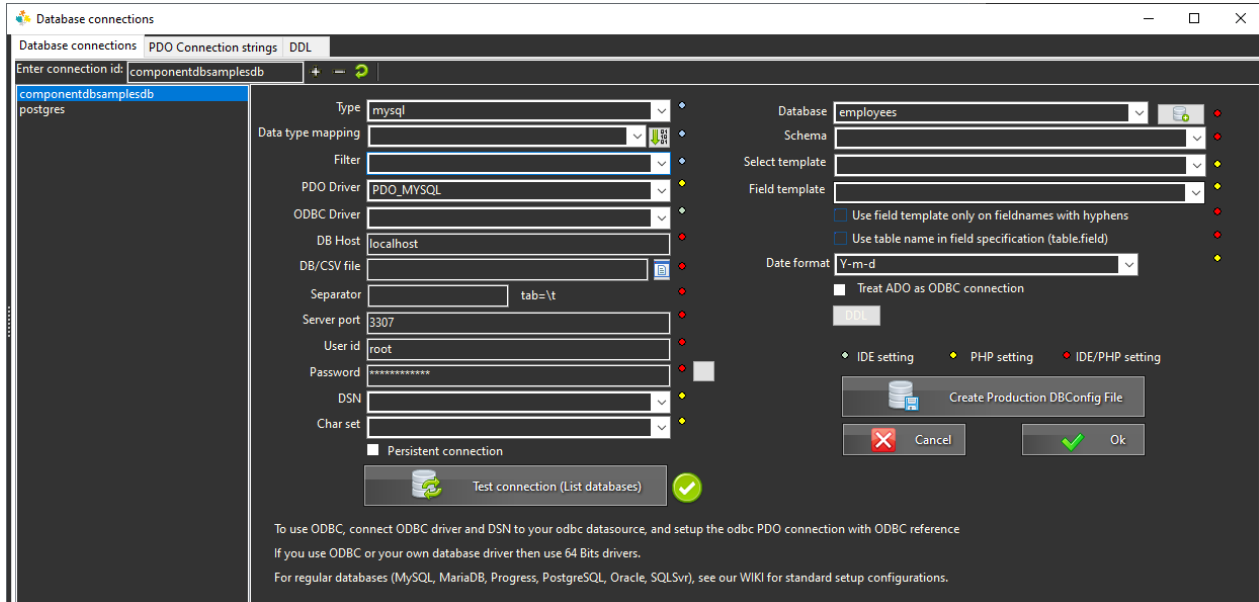 Database connections
Database connections PDO Connection strings DDL
Enter connection id: componentdbsamplesdb
componentdbsamplesdb
postgres
Type mysql
Data type mapping
Filter
PDO Driver PDO_MYSQL
ODBC Driver
DB Host localhost
DB/CSV file
Separator tab=\t
Server port 3307
User id root
Password ************
DSN
Char set
Persistent connection
Test connection (List databases)
Database employees
Schema
Select template
Field template
Use field template only on fieldnames with hyphens
Use table name in field specification (table.field)
Date format Y-m-d
Treat ADO as ODBC connection
DDL
IDE setting PHP setting IDE/PHP setting
Create Production DBConfig File
Cancel Ok
To use ODBC, connect ODBC driver and DSN to your odbc datasource, and setup the odbc PDO connection with ODBC reference
If you use ODBC or your own database driver then use 64 Bits drivers.
For regular databases (MySQL, MariaDB, Progress, PostgreSQL, Oracle, SQLSvr), see our WIKI for standard setup configurations.